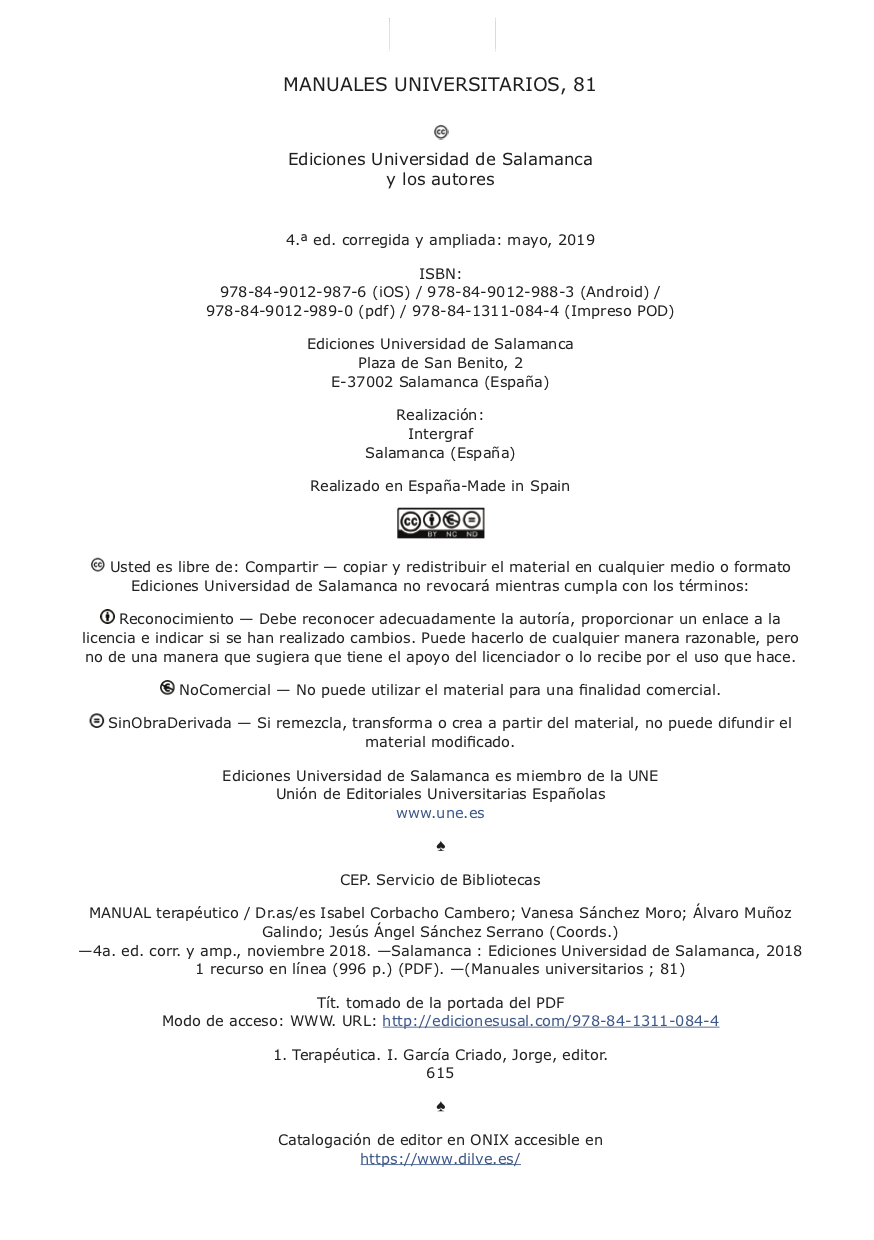 MANUALES UNIVERSITARIOS, 81
cc
Ediciones Universidad de Salamanca
y los autores
4.ª ed. corregida y ampliada: mayo, 2019
ISBN:
978-84-9012-987-6 (iOS) / 978-84-9012-988-3 (Android) /
978-84-9012-989-0 (pdf) / 978-84-1311-084-4 (Impreso POD)
Ediciones Universidad de Salamanca
Plaza de San Benito, 2
E-37002 Salamanca (España)
Realización:
Intergraf
Salamanca (España)
Realizado en España-Made in Spain
cc BY NC ND
cc Usted es libre de: Compartir — copiar y redistribuir el material en cualquier medio o formato
Ediciones Universidad de Salamanca no revocará mientras cumpla con los términos:
Reconocimiento — Debe reconocer adecuadamente la autoría, proporcionar un enlace a la
licencia e indicar si se han realizado cambios. Puede hacerlo de cualquier manera razonable, pero
no de una manera que sugiera que tiene el apoyo del licenciador o lo recibe por el uso que hace.
NoComercial — No puede utilizar el material para una finalidad comercial.
SinObraDerivada — Si remezcla, transforma o crea a partir del material, no puede difundir el
material modificado.
Ediciones Universidad de Salamanca es miembro de la UNE
Unión de Editoriales Universitarias Españolas
www.une.es
♠
CEP. Servicio de Bibliotecas
MANUAL terapéutico / Dr.as/es Isabel Corbacho Cambero; Vanesa Sánchez Moro; Álvaro Muñoz
Galindo; Jesús Ángel Sánchez Serrano (Coords.)
—4a. ed. corr. y amp., noviembre 2018. —Salamanca : Ediciones Universidad de Salamanca, 2018
1 recurso en línea (996 p.) (PDF). —(Manuales universitarios ; 81)
Tít. tomado de la portada del PDF
Modo de acceso: WWW. URL: http://edicionesusal.com/978-84-1311-084-4
1. Terapéutica. I. García Criado, Jorge, editor.
615
♠
Catalogación de editor en ONIX accesible en
https://www.dilve.es/